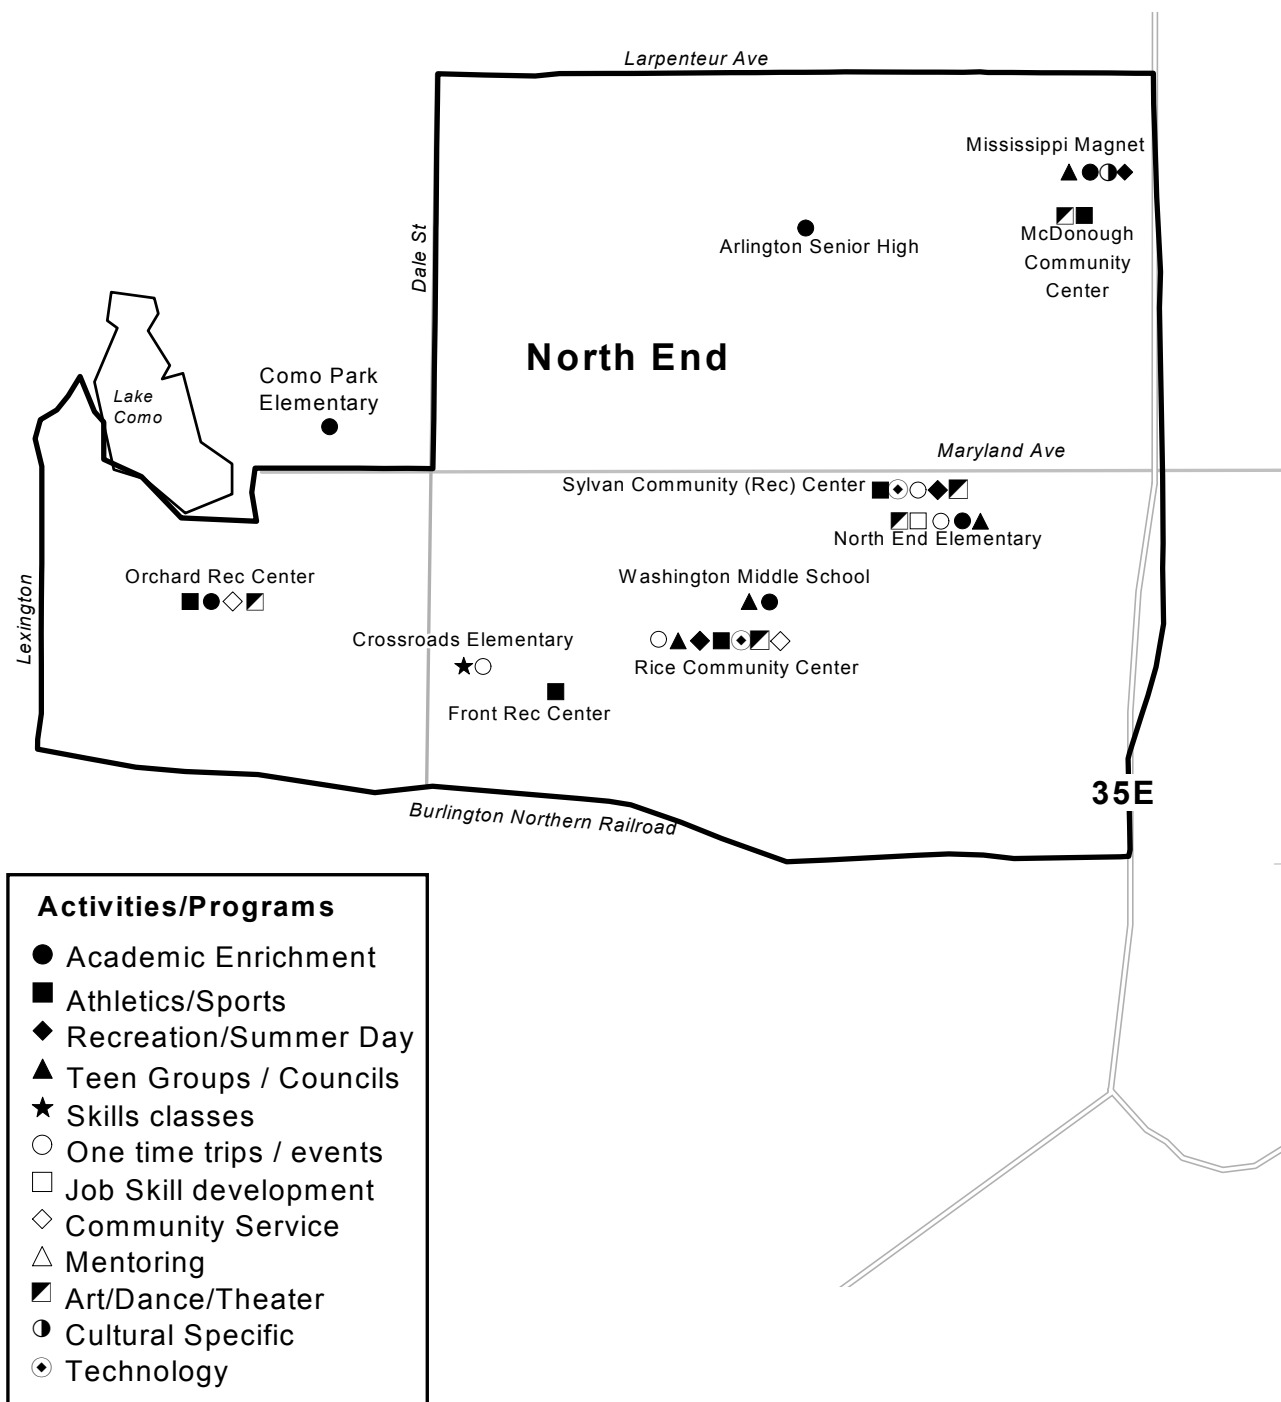 Larpenteur Ave
Mississippi Magnet
Dale St
Arlington Senior High
McDonough
Community
Center
North End
Como Park
Elementary
Lake
Como
Maryland Ave
Sylvan Community (Rec) Center
North End Elementary
Lexington
Orchard Rec Center
Washington Middle School
Crossroads Elementary
Rice Community Center
Front Rec Center
35E
Burlington Northern Railroad
Activities/Programs
Academic Enrichment
Athletics/Sports
Recreation/Summer Day
Teen Groups / Councils
Skills classes
One time trips / events
Job Skill development
Community Service
Mentoring
Art/Dance/Theater
Cultural Specific
Technology